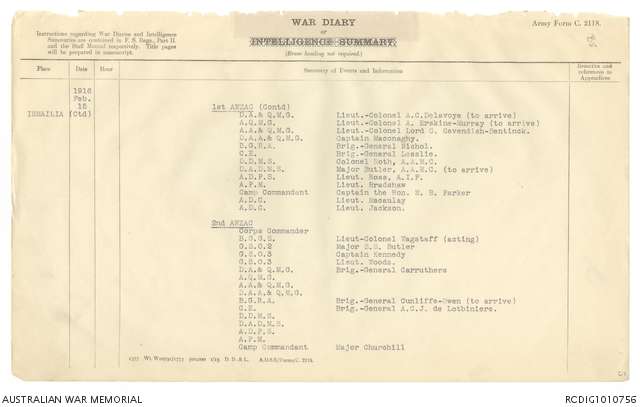 WAR DIARY
or
INTELLIGENCE SUMMARY.
(Erase heading not required.)
Army Form C. 2118.
Instructions regarding War Diaries and Intelligence
Summaries are contained in F. S. Regs., Part II.
and the Staff Manual respectively. Title pages
will be prepared in manuscript.
Place Date Hour Summary of Events and Information Remarks and references to Appendices
1916
Feb.
15
ISMAILIA (Ctd)
1st ANZAC (Contd)
D.A.& Q.M.G. Lieut.-Colonel A.C.Delavoye (to arrive)
A.Q.M.G. Lieut.-Colonel A. Erskine-Murray (to arrive)
A.A.& Q.M.G. Lieut.-Colonel Lord C. Cavendish-Bentinck.
D.A.A.& Q.M.G. Captain Maconaghy.
B.G.R.A. Brig.-General Nichol.
C.E. Brig.-General Lesslie.
D.D.M.S. Colonel Roth, A.A.M.C.
D.A.D.M.S. Major Butler, A.A.M.C. (to arrive)
A.D.P.S. Lieut. Ross, A.I.F.
A.P.M. Lieut. Bradshaw
Camp Commandant Captain the Hon. H. B. Parker
A.D.C. Lieut. Macaulay
A.D.C. Lieut. Jackson.
2nd ANZAC
Corps Commander
B.G.G.S. Lieut-Colonel Wagstaff (acting)
G.S.O.2 Major S.S. Butler
G.S.O.3 Captain Kennedy
G.S.O.3 Lieut. Woods.
D.A.& Q.M.G. Brig.-General Carruthers
A.Q.M.G.
A.A.& Q.M.G.
D.A.A.& Q.M.G.
B.G.R.A. Brig.-General Cunliffe-Owen (to arrive)
C.E. Brig.-General A.C.J. de Lotbiniere.
D.D.M.S.
D.A.D.M.S.
A.D.P.S.
A.P.M.
Camp Commandant Major Churchill
AUSTRALIAN WAR MEMORIAL
RCDIG1010756